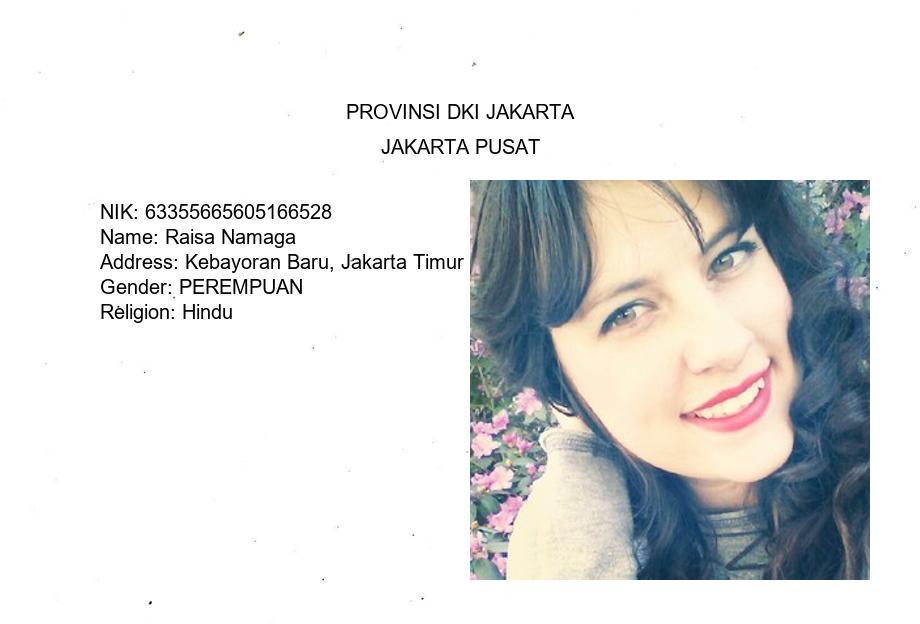 PROVINSI DKI JAKARTA
JAKARTA PUSAT
NIK: 63355665605166528
Name: Raisa Namaga
Address: Kebayoran Baru, Jakarta Timur
Gender: PEREMPUAN
Religion: Hindu